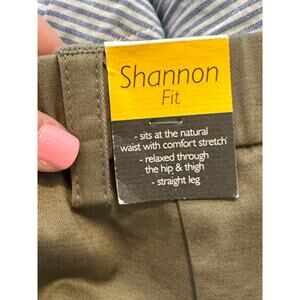 Shannon
Fit
- sits at the natural
waist with comfort stretch
- relaxed through
the hip & thigh
- straight leg